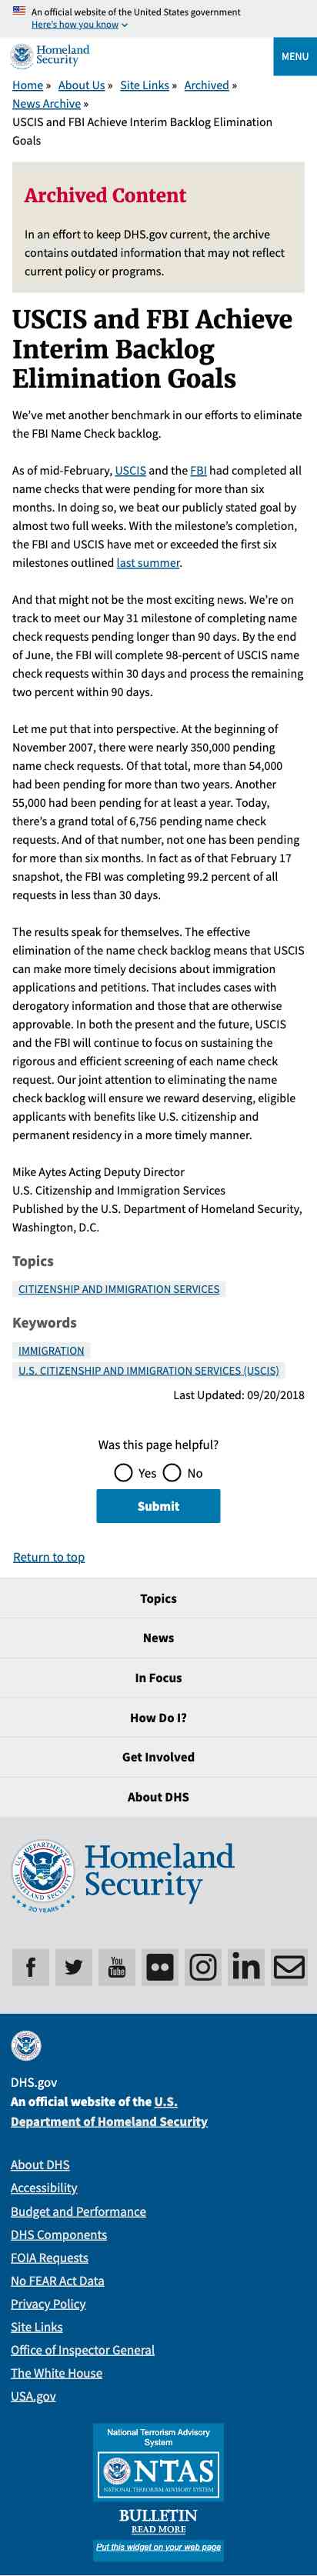 An official website of the United States government
Here's how you know
Homeland
Security
MENU
Home » About Us » Site Links » Archived »
News Archive »
USCIS and FBI Achieve Interim Backlog Elimination
Goals
Archived Content
In an effort to keep DHS.gov current, the archive
contains outdated information that may not reflect
current policy or programs.
USCIS and FBI Achieve
Interim Backlog
Elimination Goals
We've met another benchmark in our efforts to eliminate
the FBI Name Check backlog.
As of mid-February, USCIS and the FBI had completed all
name checks that were pending for more than six
months. In doing so, we beat our publicly stated goal by
almost two full weeks. With the milestone's completion,
the FBI and USCIS have met or exceeded the first six
milestones outlined last summer.
And that might not be the most exciting news. We're on
track to meet our May 31 milestone of completing name
check requests pending longer than 90 days. By the end
of June, the FBI will complete 98-percent of USCIS name
check requests within 30 days and process the remaining
two percent within 90 days.
Let me put that into perspective. At the beginning of
November 2007, there were nearly 350,000 pending
name check requests. Of that total, more than 54,000
had been pending for more than two years. Another
55,000 had been pending for at least a year. Today,
there's a grand total of 6,756 pending name check
requests. And of that number, not one has been pending
for more than six months. In fact as of that February 17
snapshot, the FBI was completing 99.2 percent of all
requests in less than 30 days.
The results speak for themselves. The effective
elimination of the name check backlog means that USCIS
can make more timely decisions about immigration
applications and petitions. That includes cases with
derogatory information and those that are otherwise
approvable. In both the present and the future, USCIS
and the FBI will continue to focus on sustaining the
rigorous and efficient screening of each name check
request. Our joint attention to eliminating the name
check backlog will ensure we reward deserving, eligible
applicants with benefits like U.S. citizenship and
permanent residency in a more timely manner.
Mike Aytes Acting Deputy Director
U.S. Citizenship and Immigration Services
Published by the U.S. Department of Homeland Security,
Washington, D.C.
Topics
CITIZENSHIP AND IMMIGRATION SERVICES
Keywords
IMMIGRATION
U.S. CITIZENSHIP AND IMMIGRATION SERVICES (USCIS)
Last Updated: 09/20/2018
Was this page helpful?
Yes No
Submit
Return to top
Topics
News
In Focus
How Do I?
Get Involved
About DHS
U.S. DEPARTMENT OF
HOMELAND SECURITY
20 YEARS
Homeland
Security
You
Tube
DHS.gov
An official website of the U.S.
Department of Homeland Security
About DHS
Accessibility
Budget and Performance
DHS Components
FOIA Requests
No FEAR Act Data
Privacy Policy
Site Links
Office of Inspector General
The White House
USA.gov
National Terrorism Advisory
System
NTAS
NATIONAL TERRORISM ADVISORY SYSTEM
BULLETIN
READ MORE
Put this widget on your web page